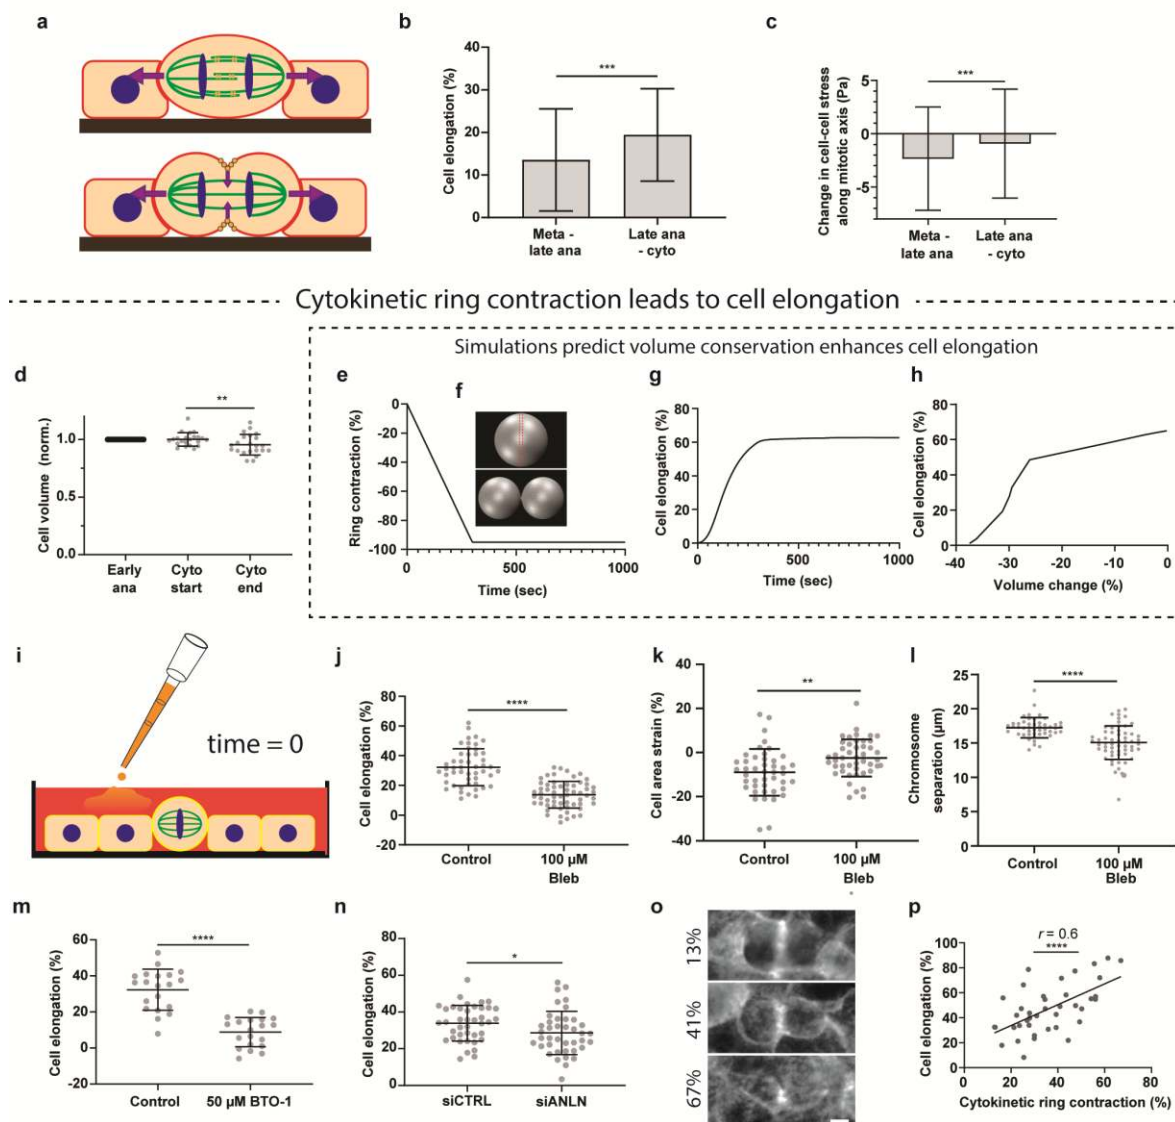 a
b
Cell elongation (%)
40
30
20
10
0
***
Meta -
late ana
Late ana
- cyto
c
Change in cell-cell stress
along mitotic axis (Pa)
5
0
-5
***
Meta -
late ana
Late ana
- cyto
Cytokinetic ring contraction leads to cell elongation
Simulations predict volume conservation enhances cell elongation
d
Cell volume (norm.)
1.0
0.5
0.0
**
Early
ana
Cyto
start
Cyto
end
e
Ring contraction (%)
0
-20
-40
-60
-80
-100
0
500
1000
Time (sec)
f
g
Cell elongation (%)
80
60
40
20
0
0
500
1000
Time (sec)
h
Cell elongation (%)
80
60
40
20
0
-40
-30
-20
-10
0
Volume change (%)
i
time = 0
j
Cell elongation (%)
80
60
40
20
0
-20
****
Control
100 µM
Bleb
k
Cell area strain (%)
40
20
0
-20
-40
**
Control
100 µM
Bleb
l
Chromosome
separation (µm)
25
20
15
10
5
0
****
Control
100 µM
Bleb
m
Cell elongation (%)
60
40
20
0
-20
****
Control
50 µM BTO-1
n
Cell elongation (%)
80
60
40
20
0
*
siCTRL
siANLN
o
13%
41%
67%
p
Cell elongation (%)
100
80
60
40
20
0
r = 0.6
****
0
20
40
60
80
Cytokinetic ring contraction (%)